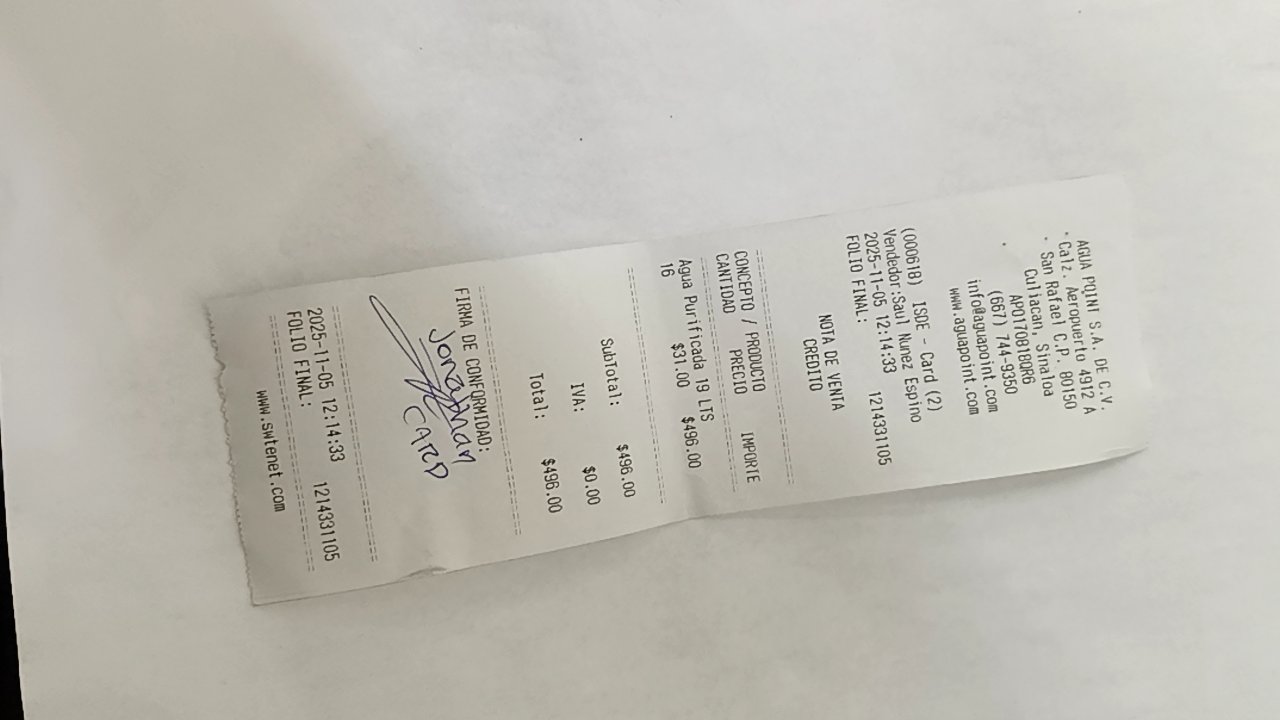 AGUA POINT S.A. DE C.V.
· Calz. Aeropuerto 4912 A
· San Rafael C.P. 80150
Culiacan, Sinaloa
APO170818DR6
(667) 744-9350
info@aguapoint.com
www.aguapoint.com
(000618) ISDE - Card (2)
Vendedor:Saul Nunez Espino
2025-11-05 12:14:33
FOLIO FINAL: 1214331105
NOTA DE VENTA
CREDITO
CONCEPTO / PRODUCTO
CANTIDAD PRECIO IMPORTE
Agua Purificada 19 LTS
16 $31.00 $496.00
SubTotal: $496.00
IVA: $0.00
Total: $496.00
FIRMA DE CONFORMIDAD:
CARD
2025-11-05 12:14:33
FOLIO FINAL: 1214331105
www.swtenet.com